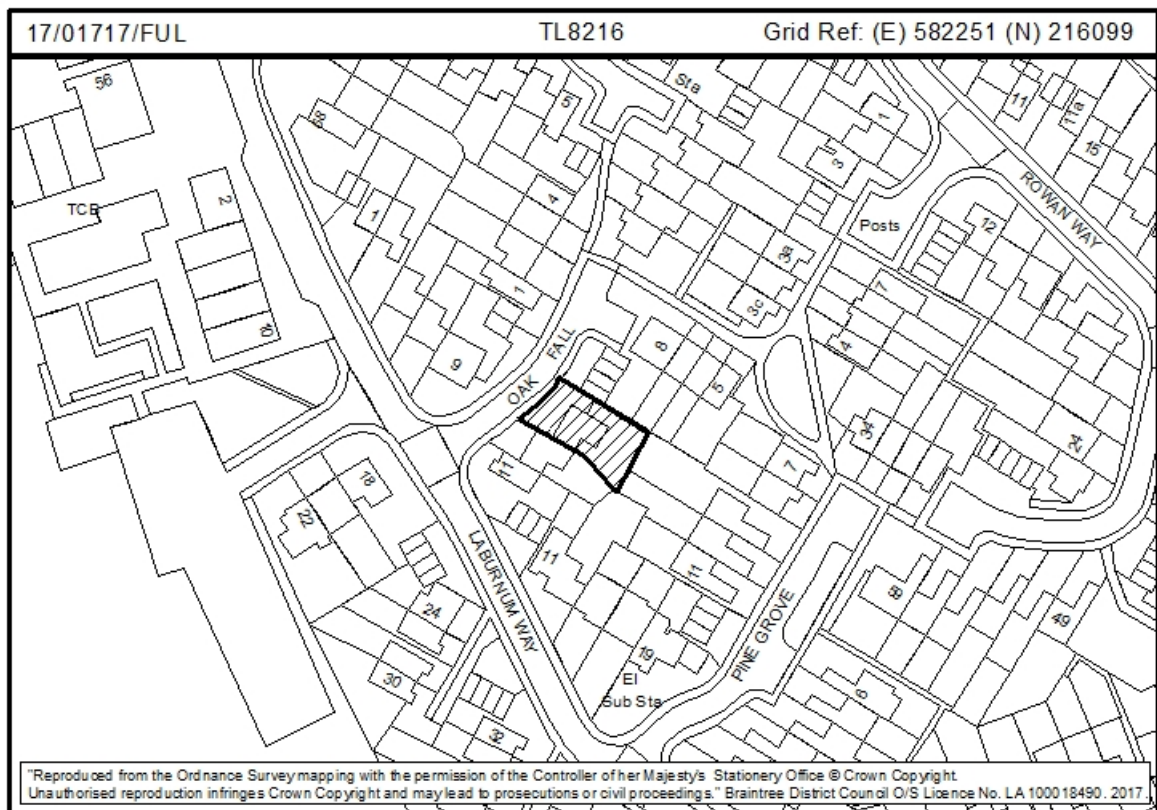 17/01717/FUL TL8216 Grid Ref: (E) 582251 (N) 216099
56
Sta
5
11
11a
1
68
15
3
TCB
2
4
1
ROWAN WAY
12
Posts
3a
1
7
3c
10
OAK FALL
8
4
9
5
34
24
11
18
7
22
LABURNUM WAY
11
11
58
24
49
PINE GROVE
19
El
Sub Sta
30
6
32
"Reproduced from the Ordnance Survey mapping with the permission of the Controller of her Majesty's Stationery Office © Crown Copyright.
Unauthorised reproduction infringes Crown Copyright and may lead to prosecutions or civil proceedings." Braintree District Council O/S Licence No. LA 100018490. 2017.